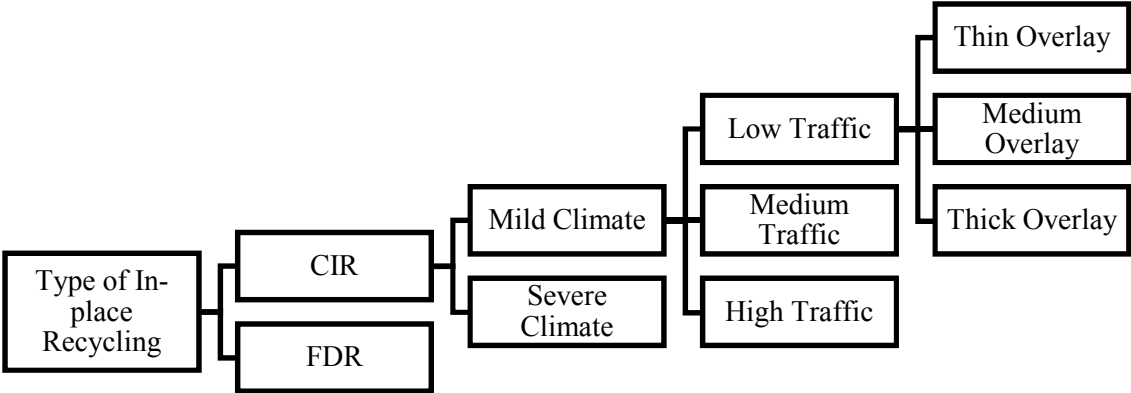 Type of In-
place
Recycling
CIR
FDR
Mild Climate
Severe
Climate
Low Traffic
Medium
Traffic
High Traffic
Thin Overlay
Medium
Overlay
Thick Overlay